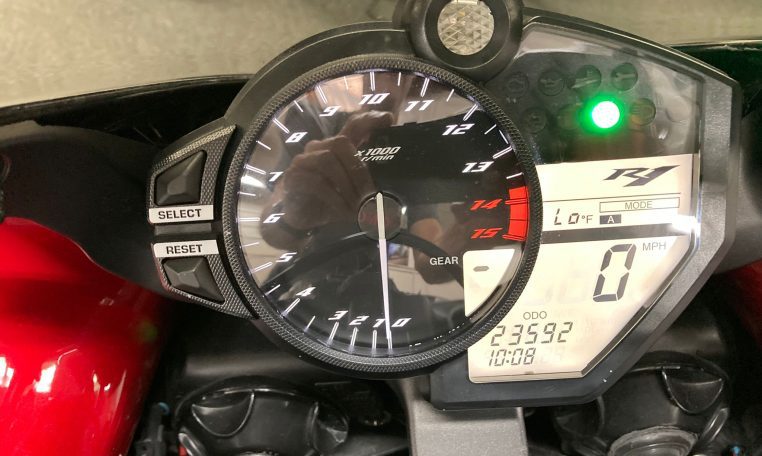 10
11
9
12
8
x1000
r/min
13
7
R1
SELECT
14
MODE
Lo°F
A
6
15
RESET
0
MPH
GEAR
-
5
ODO
4
3
2
1
0
23592
10:08